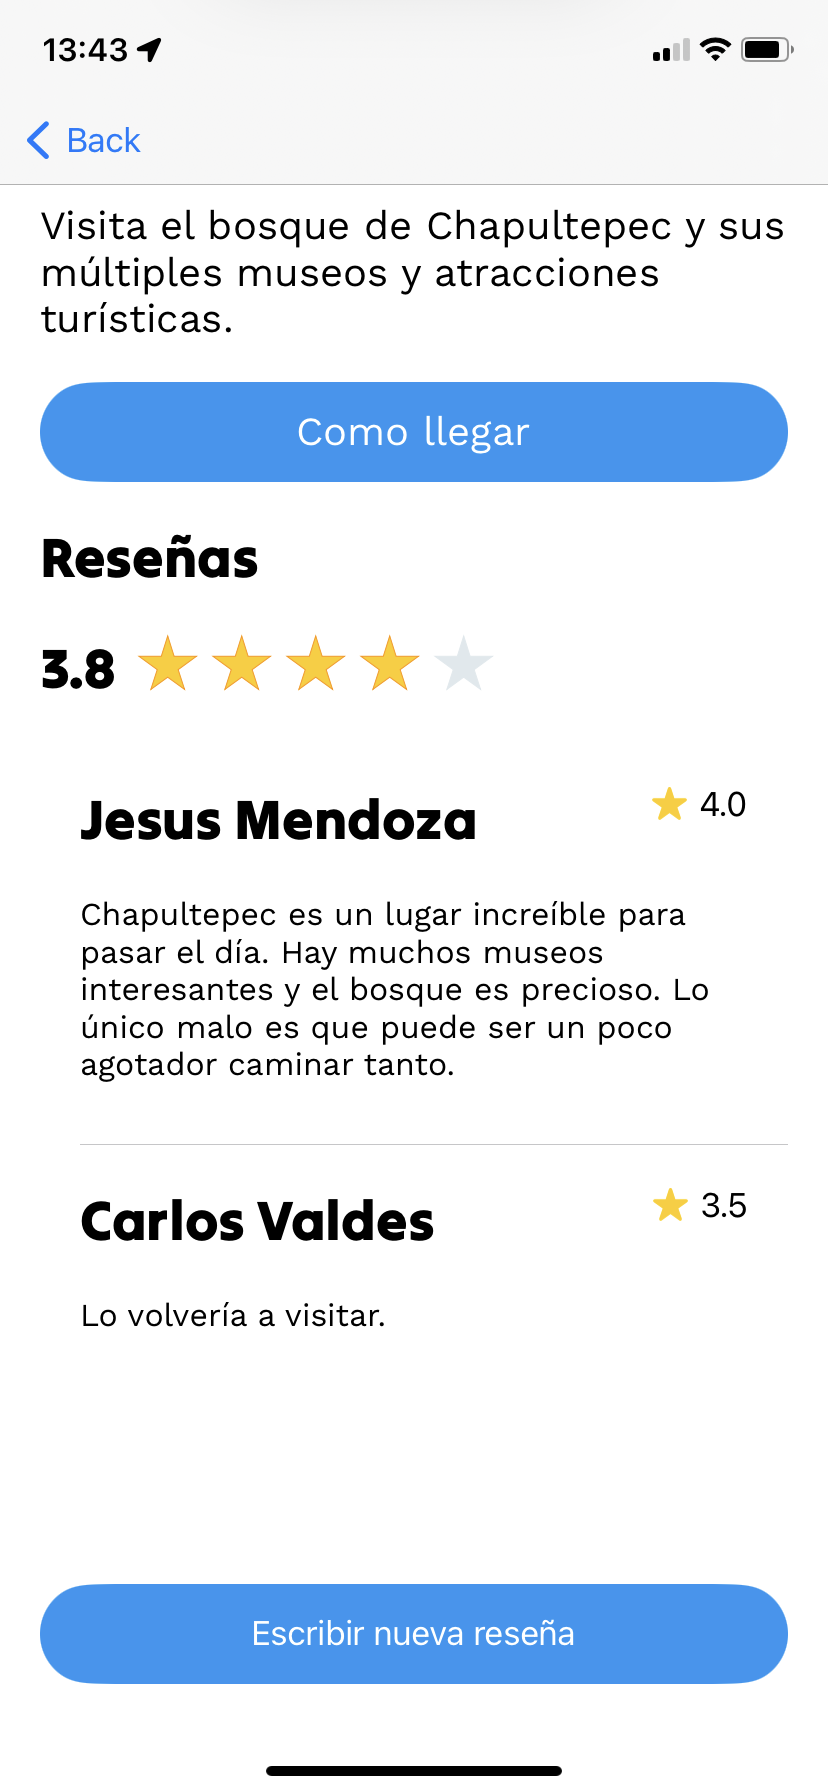 13:43
Back
Visita el bosque de Chapultepec y sus
múltiples museos y atracciones
turísticas.
Como llegar
Reseñas
3.8
Jesus Mendoza
4.0
Chapultepec es un lugar increíble para
pasar el día. Hay muchos museos
interesantes y el bosque es precioso. Lo
único malo es que puede ser un poco
agotador caminar tanto.
Carlos Valdes
3.5
Lo volvería a visitar.
Escribir nueva reseña